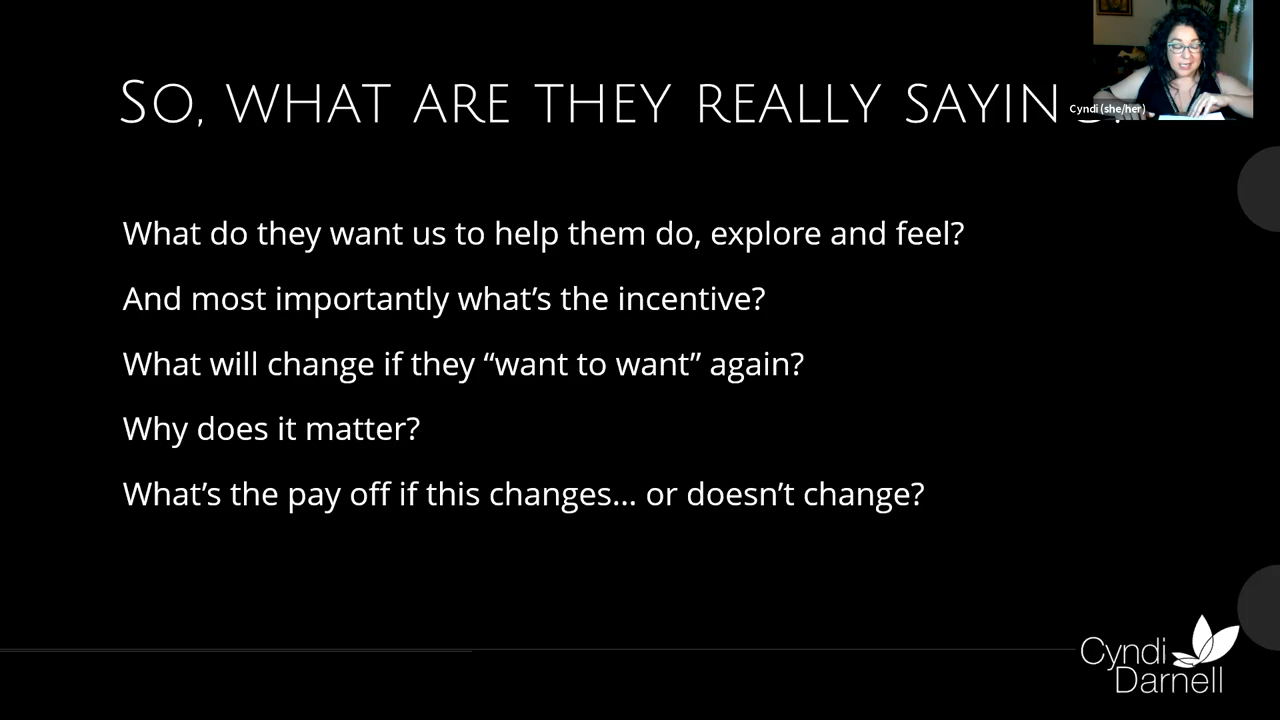 So, what are they really sayin
Cyndi (she/her)
What do they want us to help them do, explore and feel?
And most importantly what’s the incentive?
What will change if they “want to want” again?
Why does it matter?
What’s the pay off if this changes... or doesn’t change?
Cyndi
Darnell